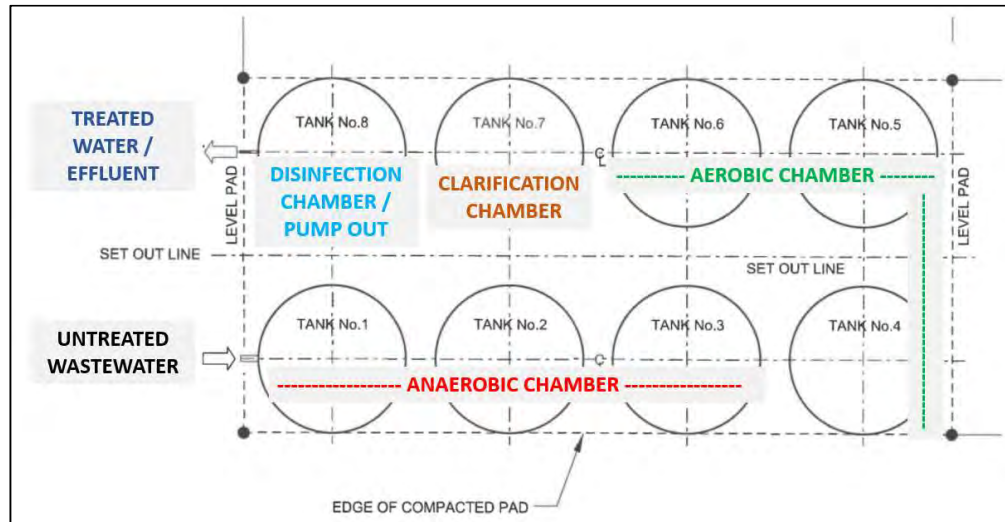 TANK No.8
TANK No.7
TANK No.6
TANK No.5
TREATED
WATER /
EFFLUENT
LEVEL PAD
DISINFECTION
CHAMBER /
PUMP OUT
CLARIFICATION
CHAMBER
AEROBIC CHAMBER
LEVEL PAD
SET OUT LINE
SET OUT LINE
UNTREATED
WASTEWATER
TANK No.1
TANK No.2
TANK No.3
TANK No.4
ANAEROBIC CHAMBER
EDGE OF COMPACTED PAD